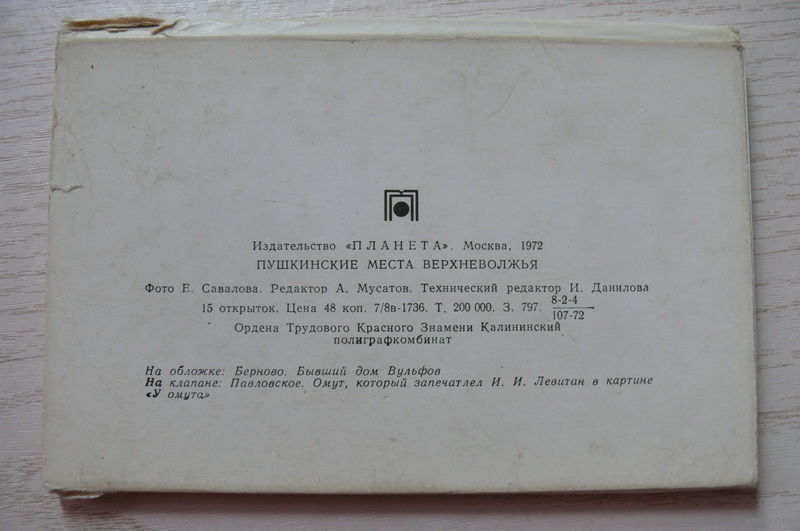 Издательство «ПЛАНЕТА». Москва, 1972
ПУШКИНСКИЕ МЕСТА ВЕРХНЕВОЛЖЬЯ
Фото Е. Савалова. Редактор А. Мусатов. Технический редактор И. Данилова
15 открыток. Цена 48 коп. 7/8в-1736. Т. 200 000. З. 797. 8-2-4
107-72
Ордена Трудового Красного Знамени Калининский
полиграфкомбинат
На обложке: Берново. Бывший дом Вульфов
На клапане: Павловское. Омут, который запечатлел И. И. Левитан в картине
«У омута»